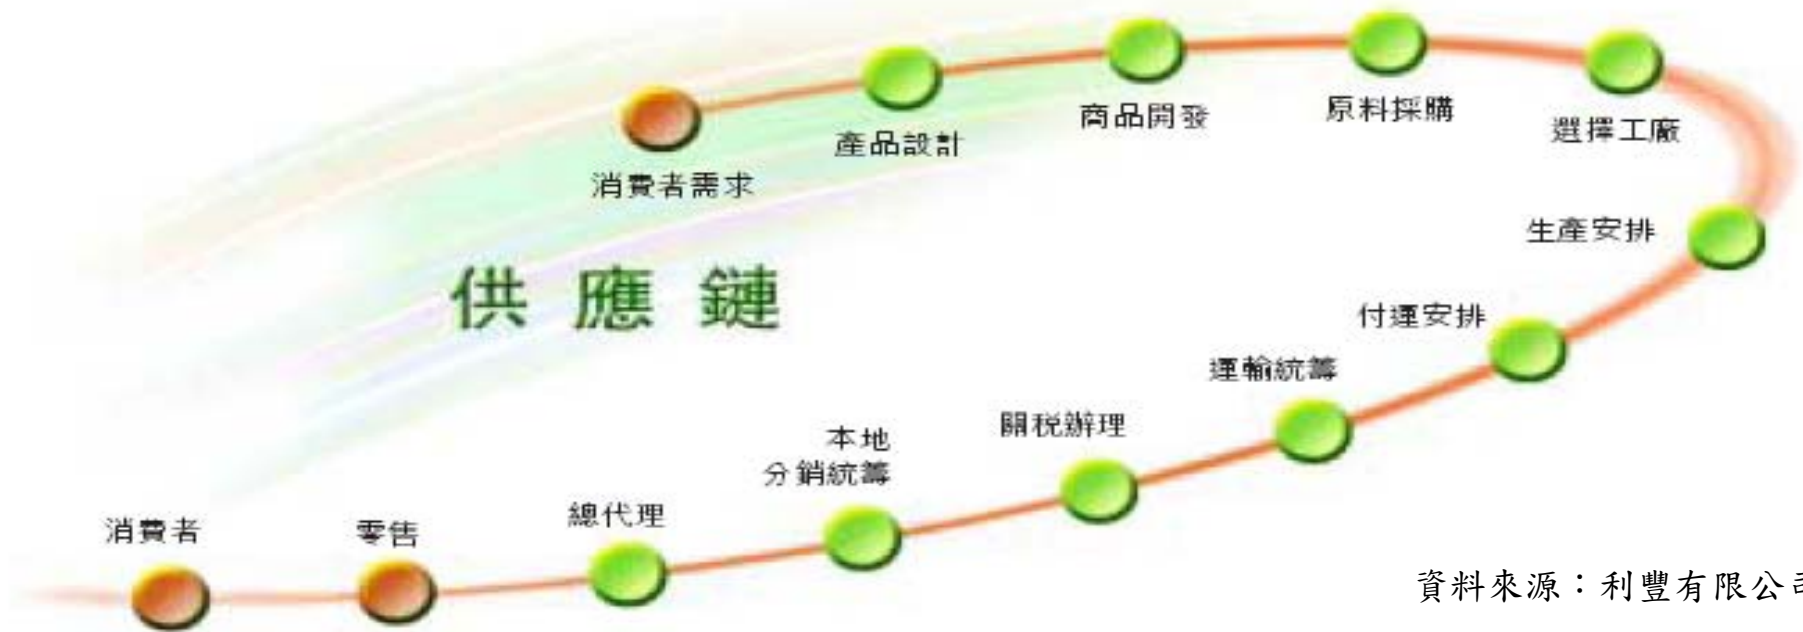 消費者需求
產品設計
商品開發
原料採購
選擇工廠
生產安排
付運安排
運輸統籌
關稅辦理
本地
分銷統籌
總代理
零售
消費者
供應鏈
資料來源：利豐有限公司